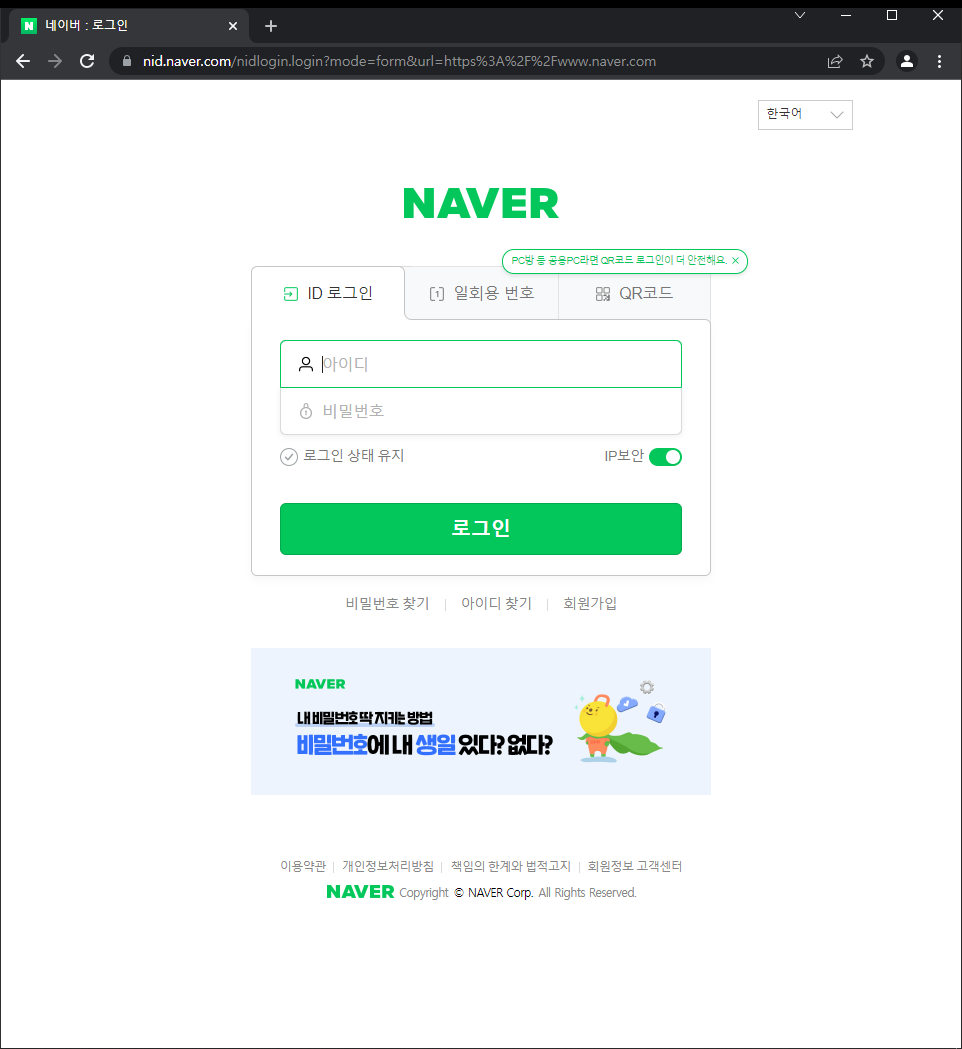 네이버 : 로그인
nid.naver.com/nidlogin.login?mode=form&url=https%3A%2F%2Fwww.naver.com
한국어
NAVER
PC방 등 공용PC라면 QR코드 로그인이 더 안전해요.
ID 로그인 일회용 번호 QR코드
아이디
비밀번호
로그인 상태 유지 IP보안
로그인
비밀번호 찾기 | 아이디 찾기 | 회원가입
NAVER
내 비밀번호 딱 지키는 방법
비밀번호에 내 생일 있다? 없다?
이용약관 | 개인정보처리방침 | 책임의 한계와 법적고지 | 회원정보 고객센터
NAVER Copyright © NAVER Corp. All Rights Reserved.